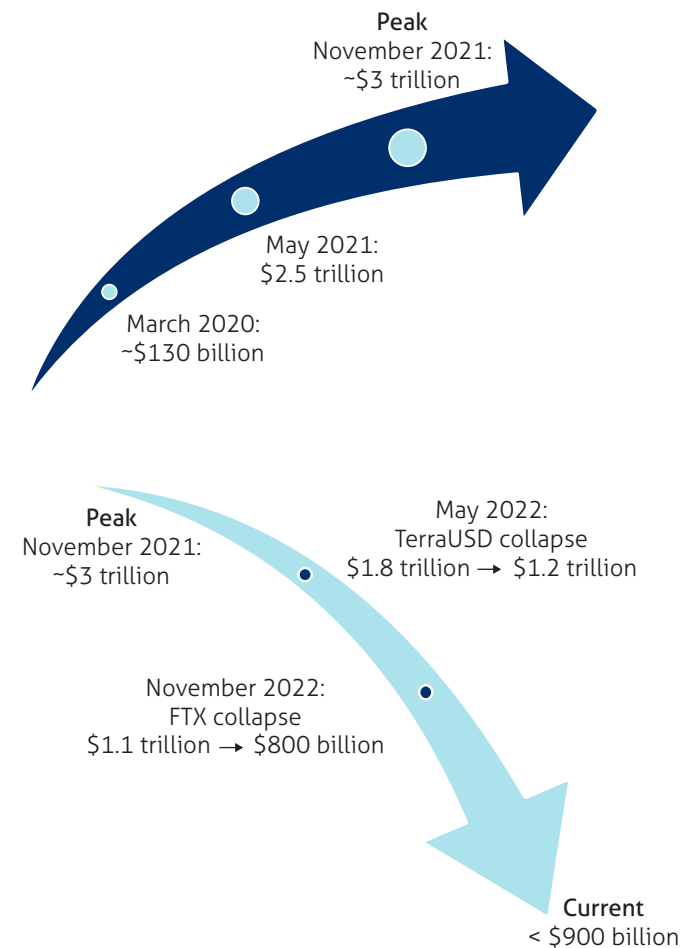 Peak
November 2021:
~$3 trillion
May 2021:
$2.5 trillion
March 2020:
~$130 billion
Peak
November 2021:
~$3 trillion
May 2022:
TerraUSD collapse
$1.8 trillion → $1.2 trillion
November 2022:
FTX collapse
$1.1 trillion → $800 billion
Current
< $900 billion